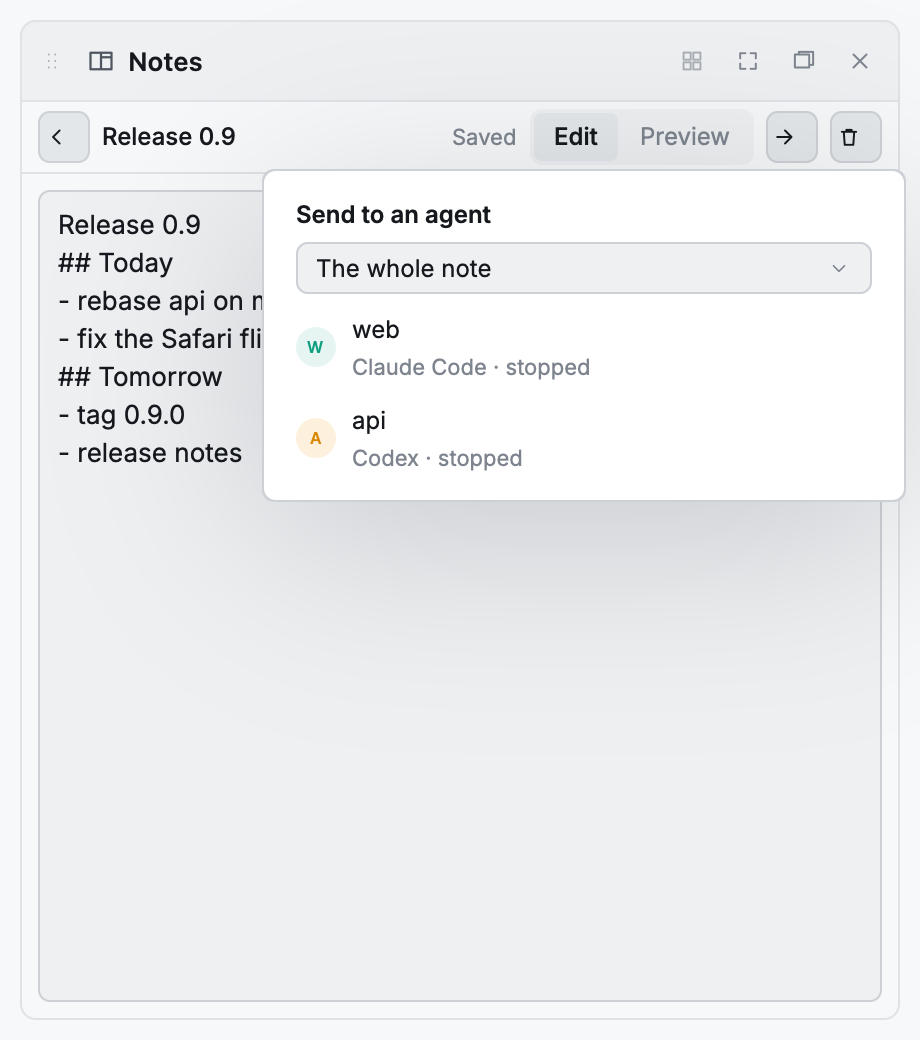 Notes
Release 0.9
Saved
Edit
Preview
Send to an agent
The whole note
W
web
Claude Code · stopped
A
api
Codex · stopped
Release 0.9
## Today
- rebase api on
- fix the Safari
## Tomorrow
- tag 0.9.0
- release notes